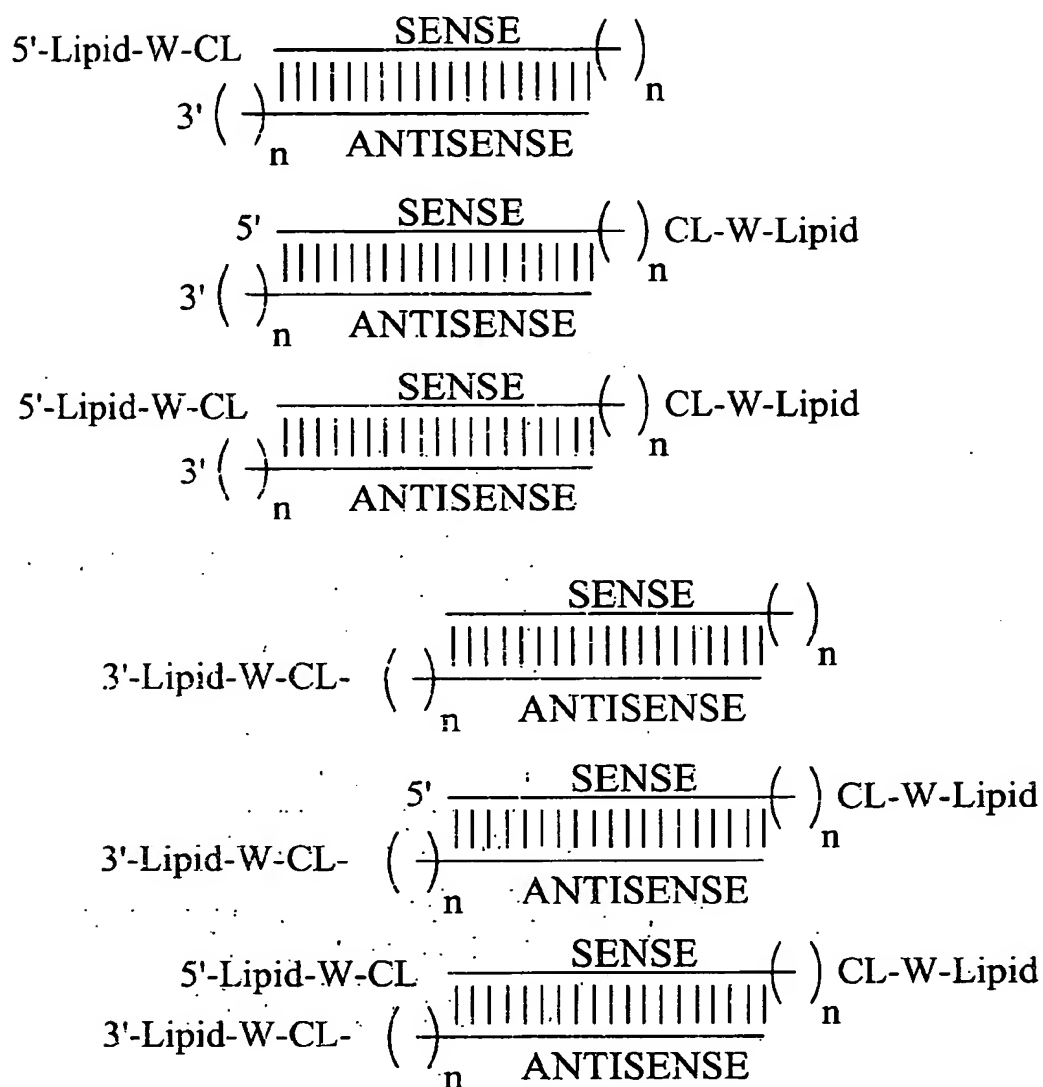 5'-Lipid-W-CL SENSE ( ) n
3' ( ) n ANTISENSE
5' SENSE ( ) n CL-W-Lipid
3' ( ) n ANTISENSE
5'-Lipid-W-CL SENSE ( ) n CL-W-Lipid
3' ( ) n ANTISENSE
SENSE ( ) n
3'-Lipid-W-CL- ( ) n ANTISENSE
5' SENSE ( ) n CL-W-Lipid
3'-Lipid-W-CL- ( ) n ANTISENSE
5'-Lipid-W-CL SENSE ( ) n CL-W-Lipid
3'-Lipid-W-CL- ( ) n ANTISENSE